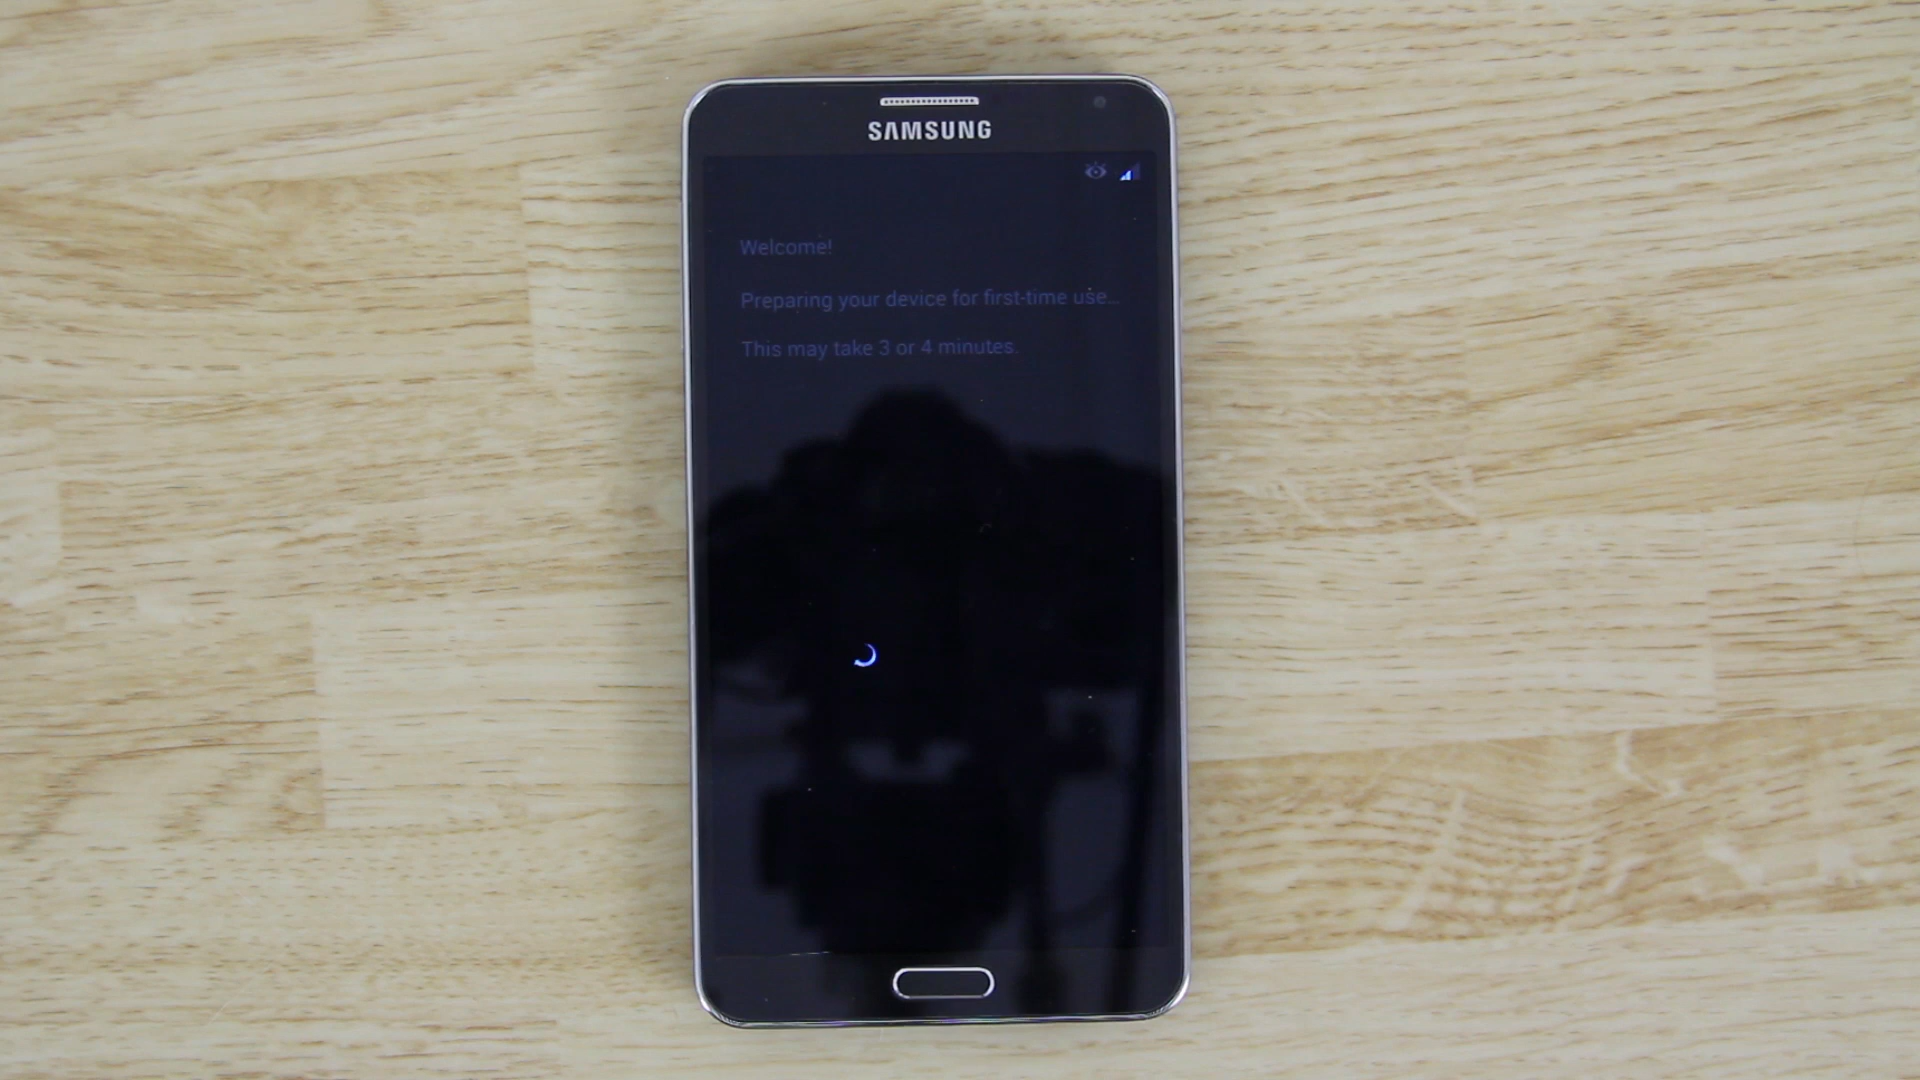 SAMSUNG
Welcome!
Preparing your device for first-time use...
This may take 3 or 4 minutes.